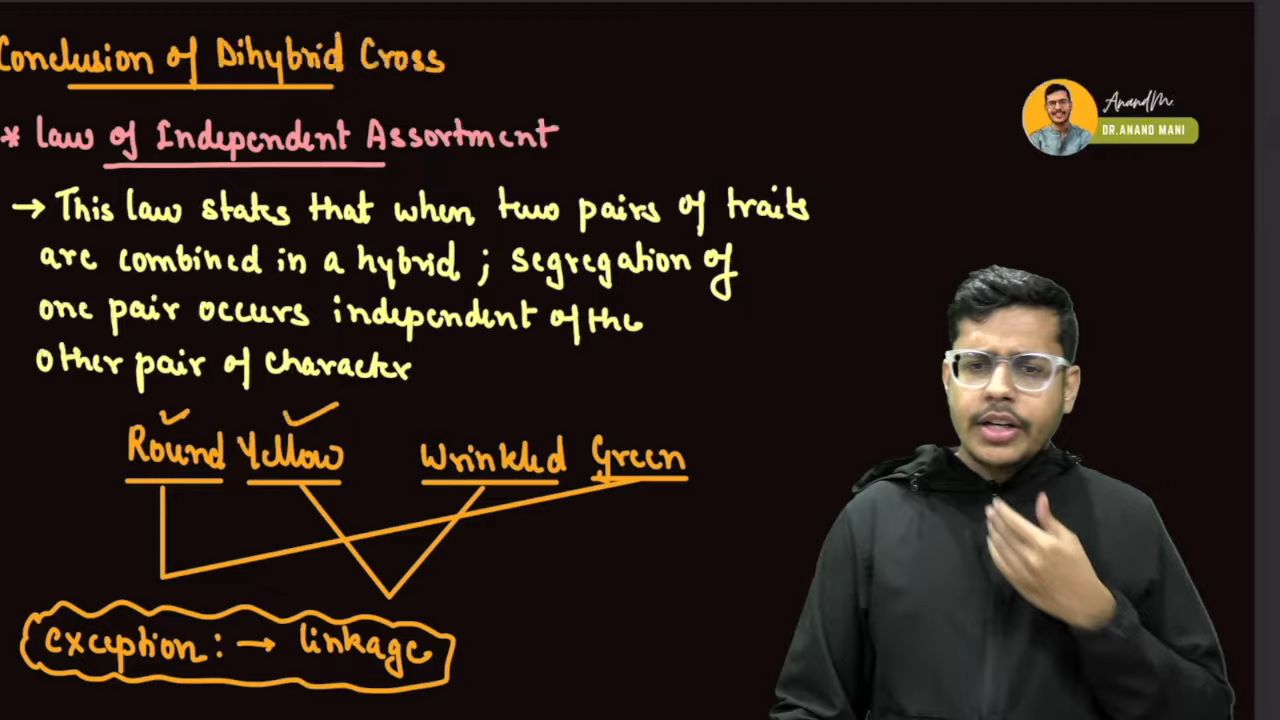 Conclusion of Dihybrid Cross
AnandM.
DR.ANAND MANI
* Law of Independent Assortment
→ This law states that when two pairs of traits
are combined in a hybrid ; segregation of
one pair occurs independent of the
other pair of character
Round Yellow Wrinkled Green
exception: → linkage